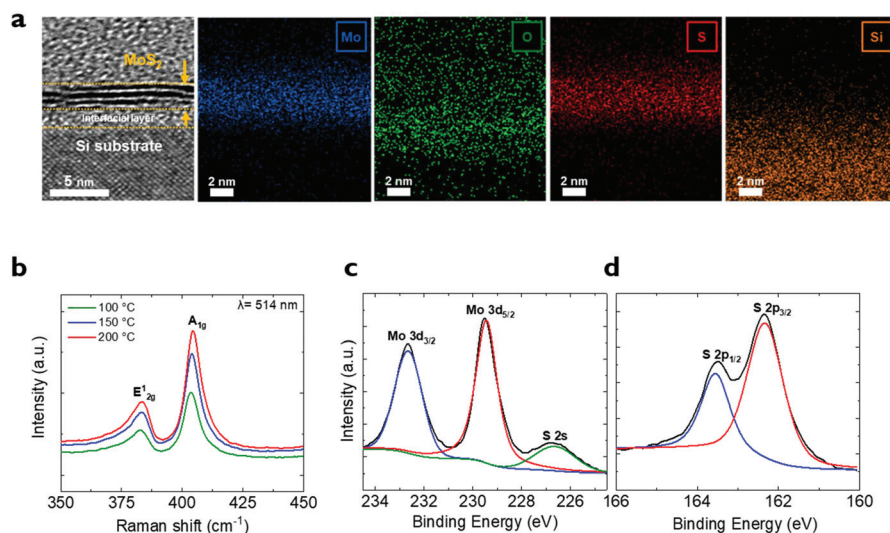 a
MoS2
Interfacial layer
Si substrate
5 nm
Mo
2 nm
O
2 nm
S
2 nm
Si
2 nm
b
100 °C
150 °C
200 °C
λ= 514 nm
A1g
E¹2g
Intensity (a.u.)
350 375 400 425 450
Raman shift (cm⁻¹)
c
Mo 3d3/2
Mo 3d5/2
S 2s
Intensity (a.u.)
234 232 229 228 226
Binding Energy (eV)
d
S 2p1/2
S 2p3/2
166 163 162 160
Binding Energy (eV)